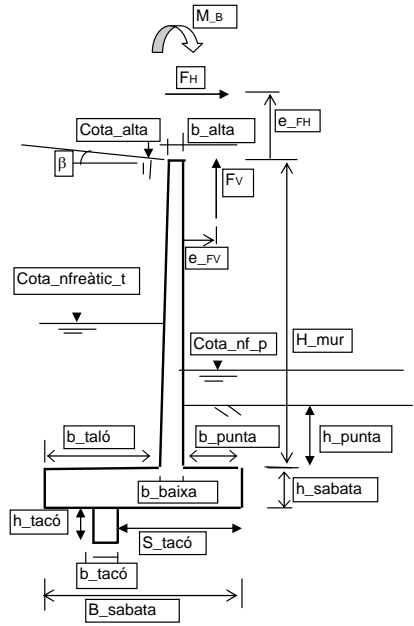 M_B
FH
e_FH
Cota_alta
b_alta
β
FV
e_FV
Cota_nfreàtic_t
Cota_nf_p
H_mur
b_taló
b_punta
h_punta
b_baixa
h_sabata
h_tacó
S_tacó
b_tacó
B_sabata